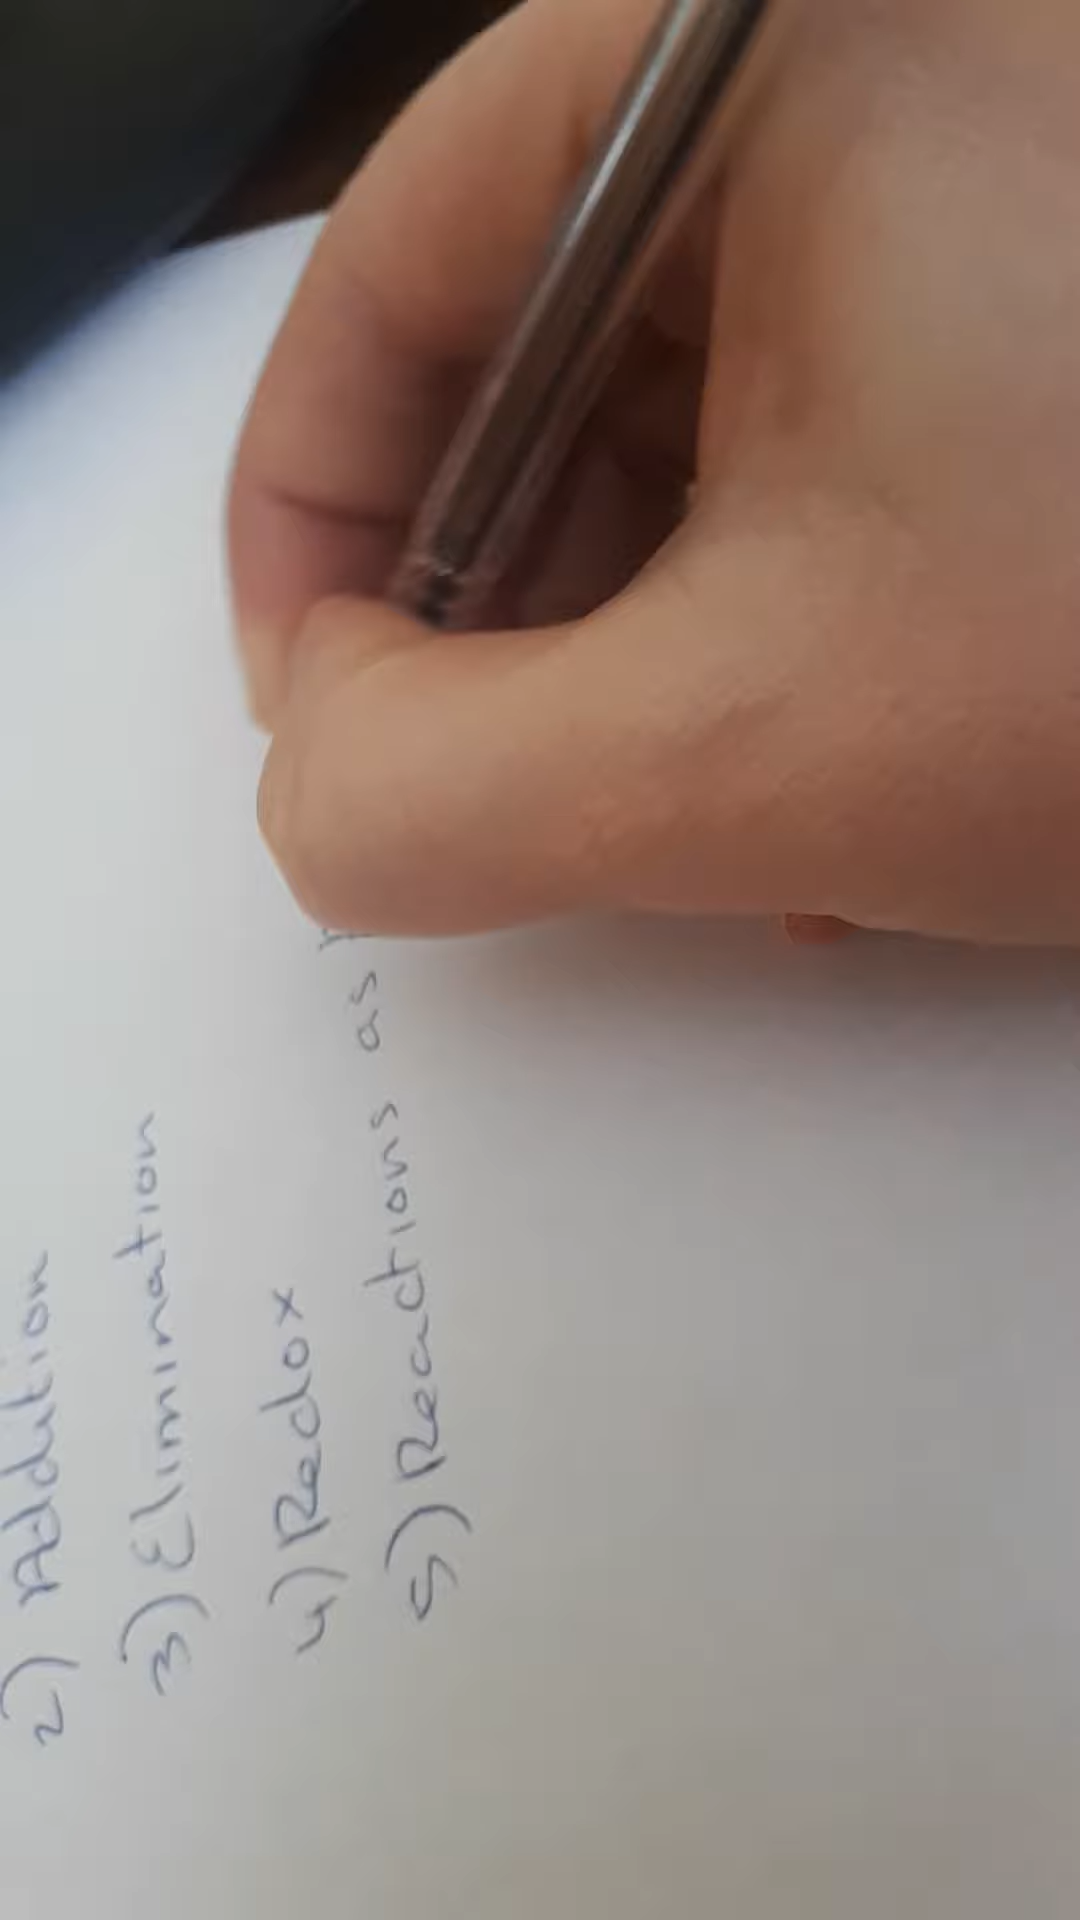 2) Addition
3) Elimination
4) Redox
5) Reactions as